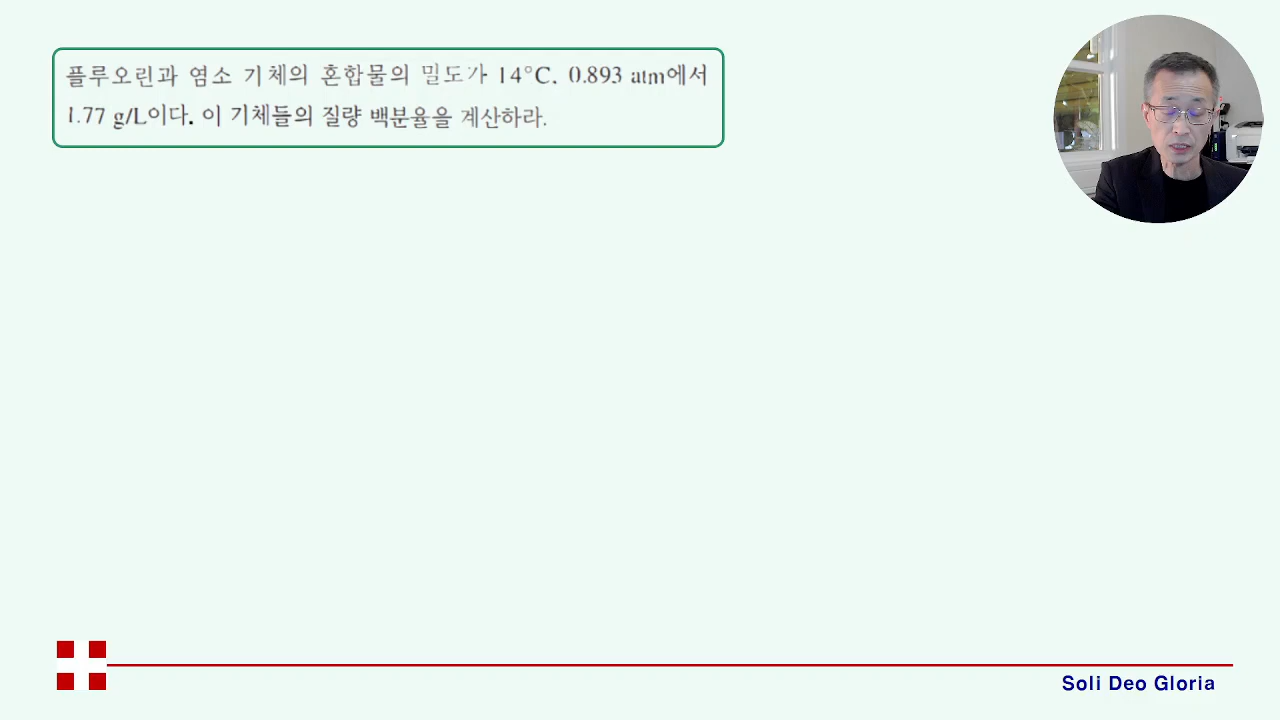 플루오린과 염소 기체의 혼합물의 밀도가 14°C, 0.893 atm에서
1.77 g/L이다. 이 기체들의 질량 백분율을 계산하라.
Soli Deo Gloria